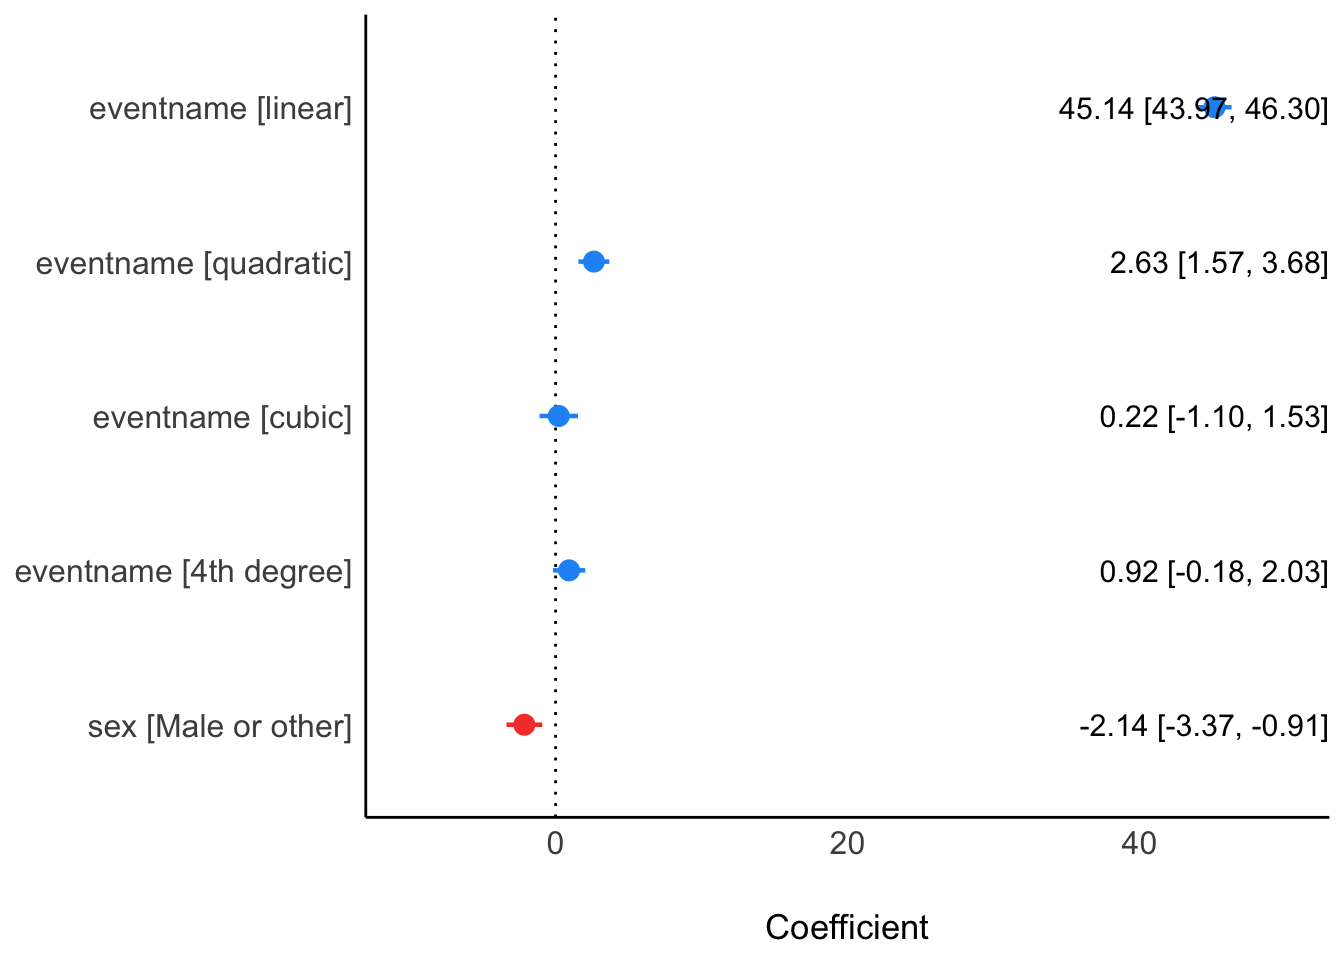 eventname [linear] 45.14 [43.97, 46.30]
eventname [quadratic] 2.63 [1.57, 3.68]
eventname [cubic] 0.22 [-1.10, 1.53]
eventname [4th degree] 0.92 [-0.18, 2.03]
sex [Male or other] -2.14 [-3.37, -0.91]
0 20 40
Coefficient